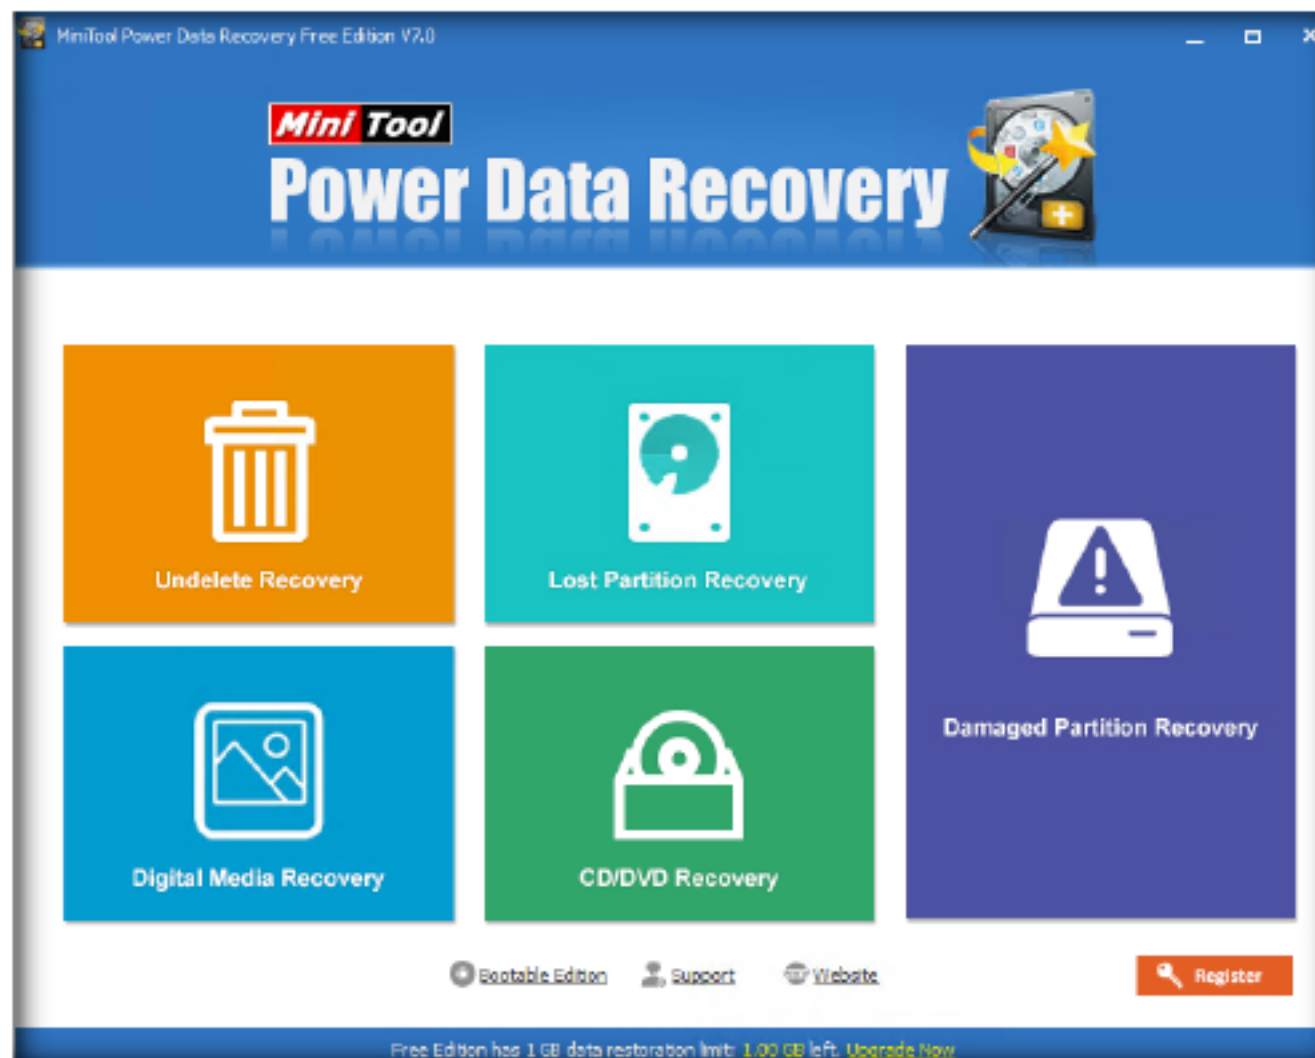 MiniTool Power Data Recovery Free Edition V7.0
Mini Tool
Power Data Recovery
Undelete Recovery
Lost Partition Recovery
Damaged Partition Recovery
Digital Media Recovery
CD/DVD Recovery
Bootable Edition Support Website
Register
Free Edition has 1 GB data restoration limit: 1.00 GB left. Upgrade Now